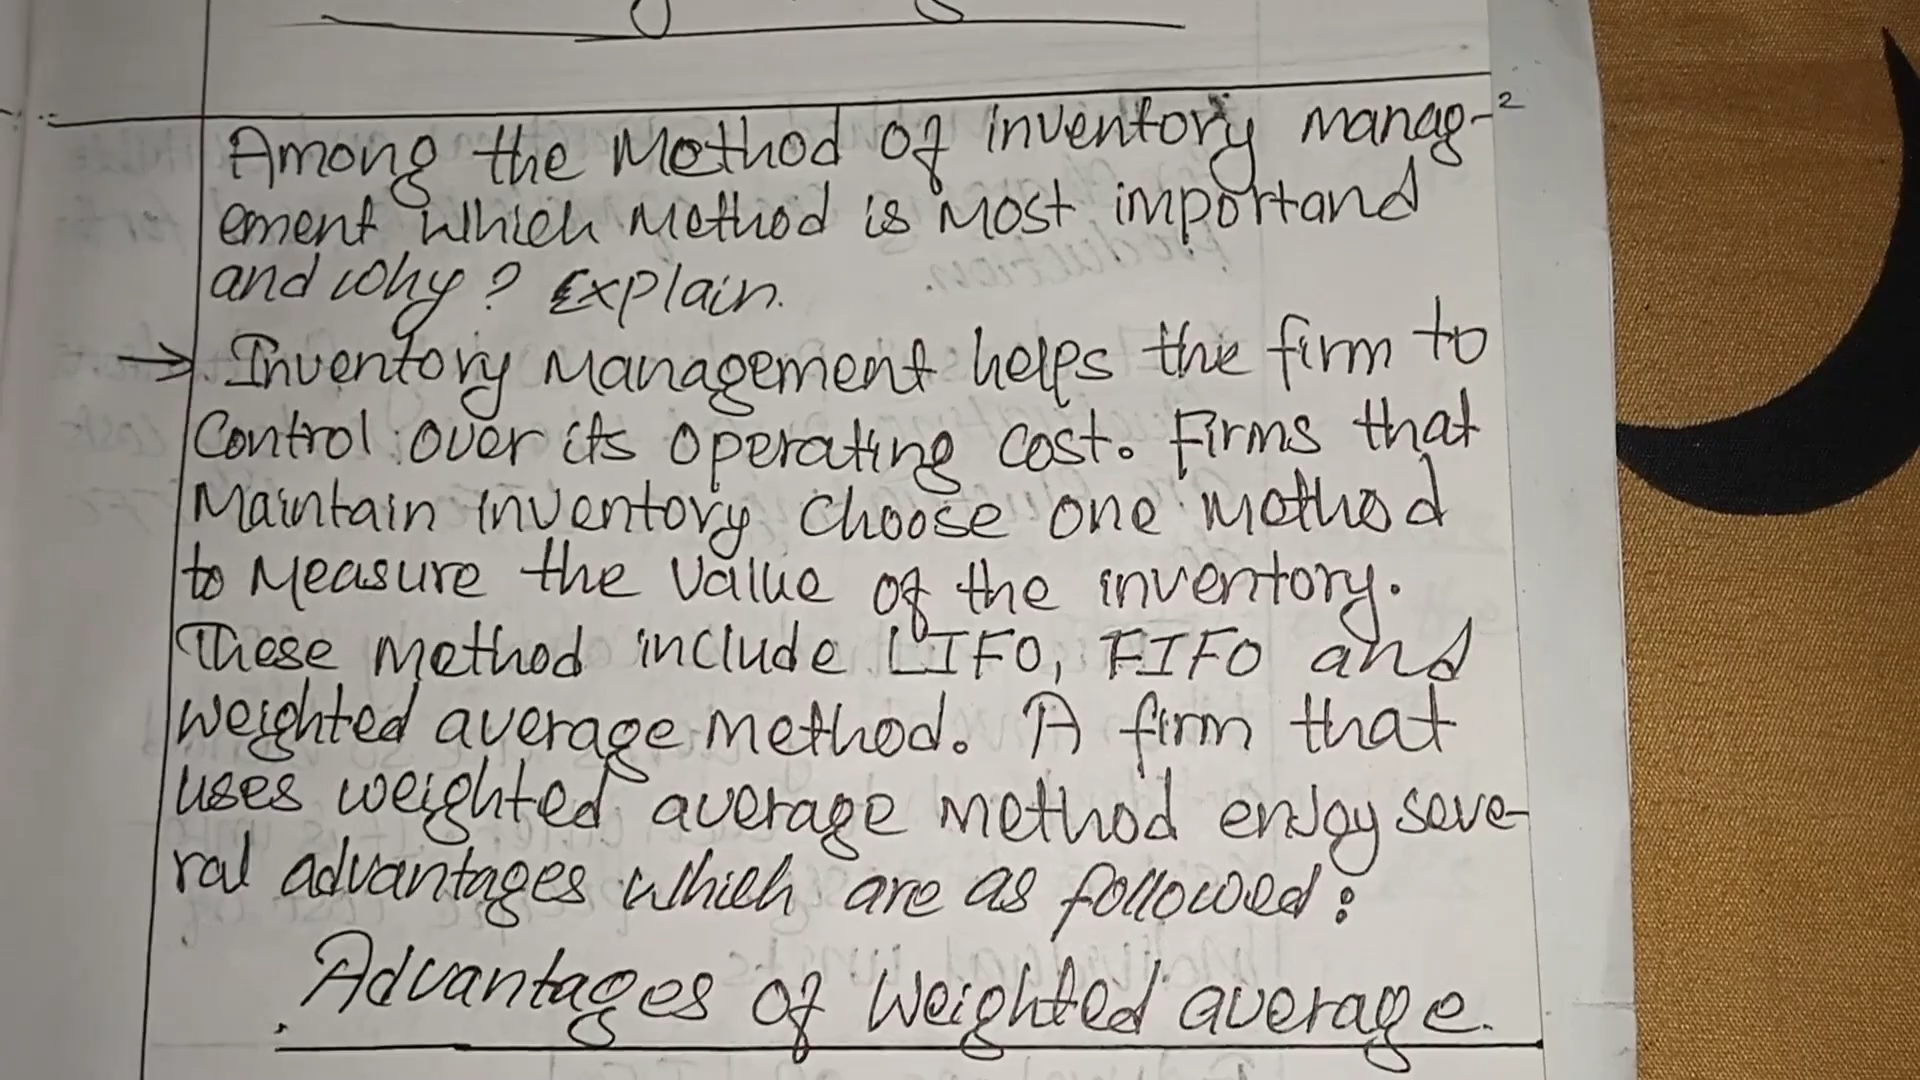 Among the Method of inventory manag-
ement which Method is Most importand
and why? Explain.
→ Inventory Management helps the firm to
Control over its operating cost. Firms that
Maintain inventory choose one Method
to Measure the value of the inventory.
These Method include LIFO, FIFO and
weighted average method. A firm that
uses weighted average method enjoy seve-
ral advantages which are as followed:
Advantages of Weighted average.